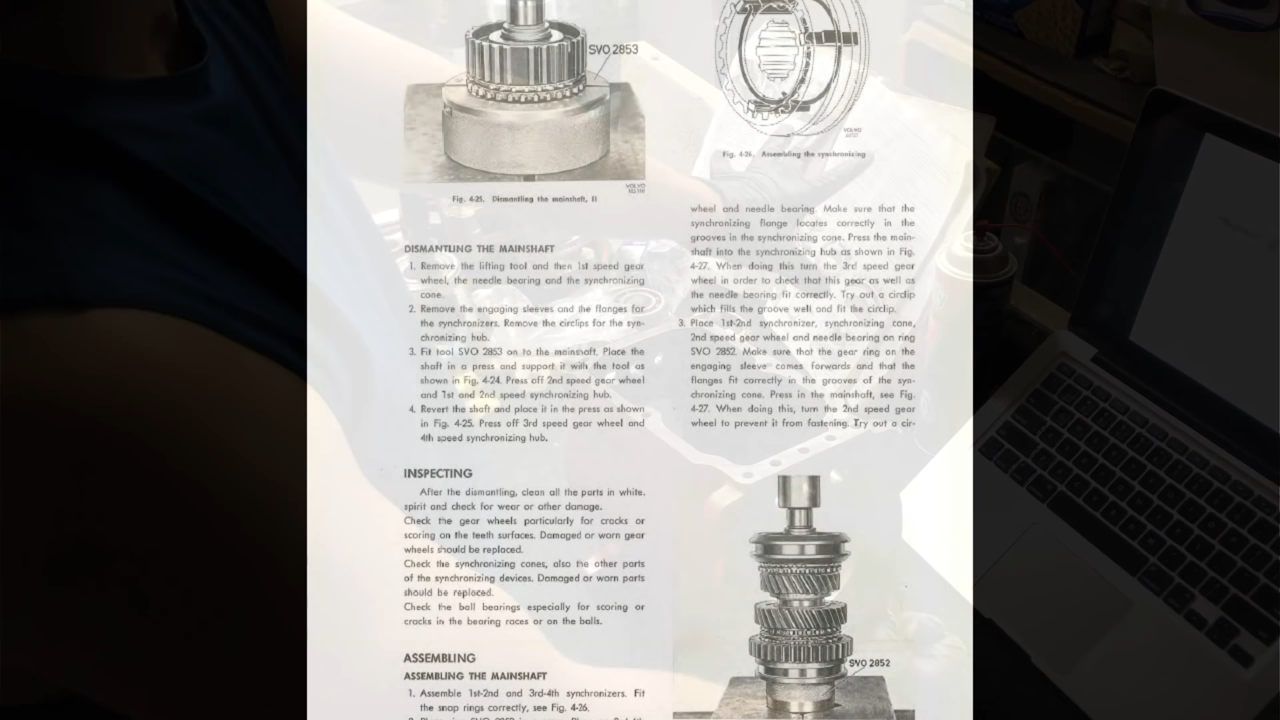 SVO 2853
VOLVO
Fig. 4-25. Dismantling the mainshaft, II
DISMANTLING THE MAINSHAFT
1. Remove the lifting tool and then 1st speed gear
wheel, the needle bearing and the synchronizing
cone.
2. Remove the engaging sleeves and the flanges for
the synchronizers. Remove the circlips for the syn-
chronizing hub.
3. Fit tool SVO 2853 on to the mainshaft. Place the
shaft in a press and support it with the tool as
shown in Fig. 4-24. Press off 2nd speed gear wheel
and 1st and 2nd speed synchronizing hub.
4. Revert the shaft and place it in the press as shown
in Fig. 4-25. Press off 3rd speed gear wheel and
4th speed synchronizing hub.
INSPECTING
After the dismantling, clean all the parts in white.
spirit and check for wear or other damage.
Check the gear wheels particularly for cracks or
scoring on the teeth surfaces. Damaged or worn gear
wheels should be replaced.
Check the synchronizing cones, also the other parts
of the synchronizing devices. Damaged or worn parts
should be replaced.
Check the ball bearings especially for scoring or
cracks in the bearing races or on the balls.
ASSEMBLING
ASSEMBLING THE MAINSHAFT
1. Assemble 1st-2nd and 3rd-4th synchronizers. Fit
the snap rings correctly, see Fig. 4-26.
VOLVO
Fig. 4-26. Assembling the synchronizing
wheel and needle bearing. Make sure that the
synchronizing flange locates correctly in the
grooves in the synchronizing cone. Press the main-
shaft into the synchronizing hub as shown in Fig.
4-27. When doing this turn the 3rd speed gear
wheel in order to check that this gear as well as
the needle bearing fit correctly. Try out a circlip
which fills the groove well and fit the circlip.
3. Place 1st-2nd synchronizer, synchronizing cone,
2nd speed gear wheel and needle bearing on ring
SVO 2852. Make sure that the gear ring on the
engaging sleeve comes forwards and that the
flanges fit correctly in the grooves of the syn-
chronizing cone. Press in the mainshaft, see Fig.
4-27. When doing this, turn the 2nd speed gear
wheel to prevent it from fastening. Try out a cir-
SVO 2852